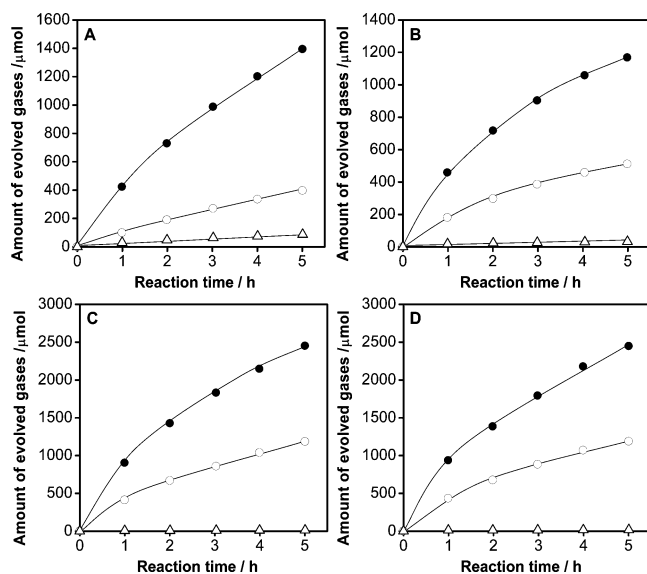 A
Amount of evolved gases /μmol
1600
1400
1200
1000
800
600
400
200
0
0 1 2 3 4 5
Reaction time / h
B
Amount of evolved gases /μmol
1400
1200
1000
800
600
400
200
0
0 1 2 3 4 5
Reaction time / h
C
Amount of evolved gases /μmol
3000
2500
2000
1500
1000
500
0
0 1 2 3 4 5
Reaction time / h
D
Amount of evolved gases /μmol
3000
2500
2000
1500
1000
500
0
0 1 2 3 4 5
Reaction time / h